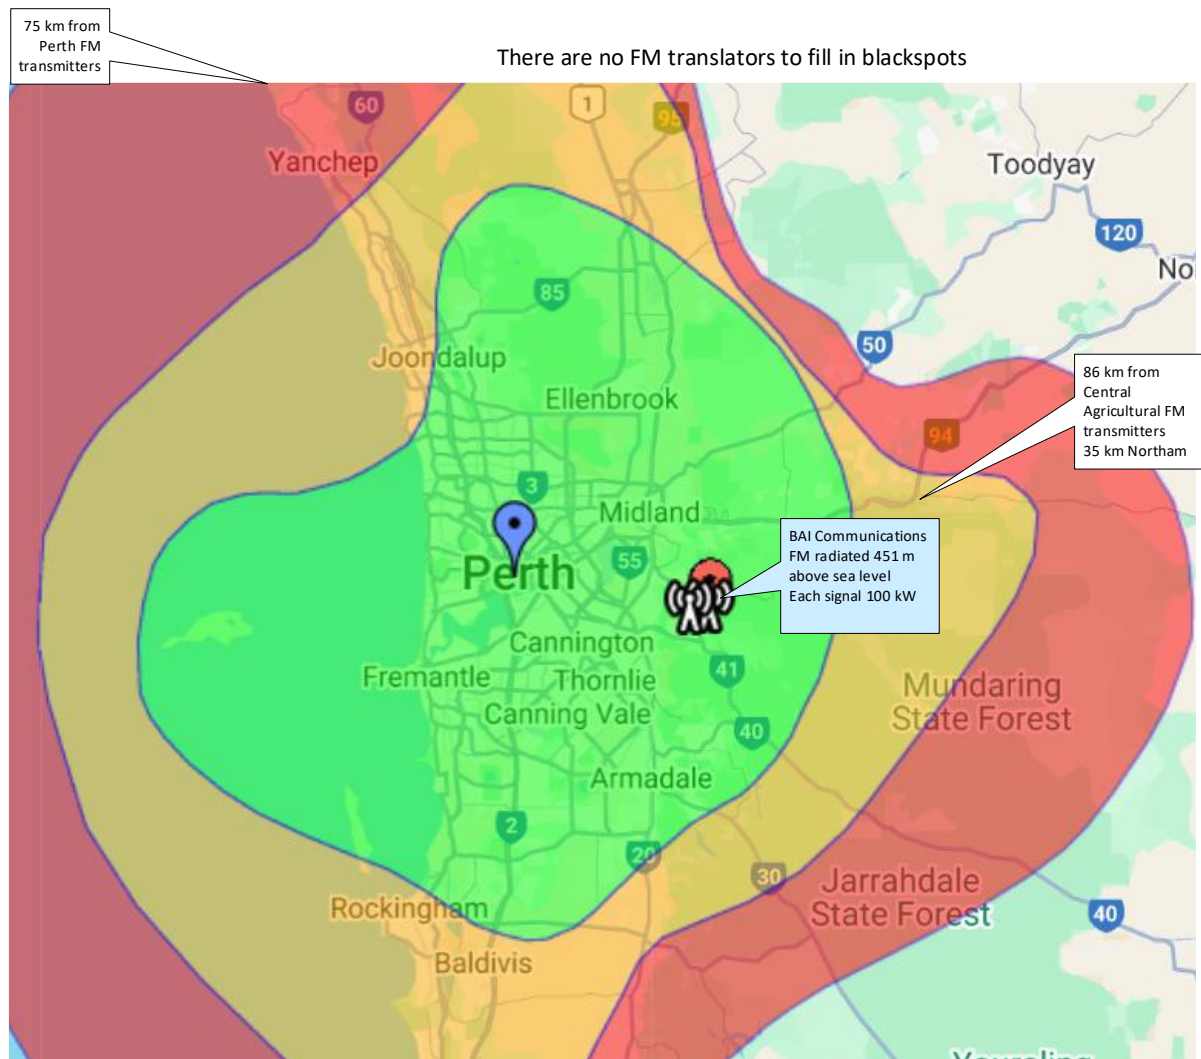 75 km from
Perth FM
transmitters
There are no FM translators to fill in blackspots
60
1
95
Yanchep
Toodyay
120
85
50
Joondalup
Ellenbrook
86 km from
Central
Agricultural FM
transmitters
35 km Northam
94
3
Midland
BAI Communications
FM radiated 451 m
above sea level
Each signal 100 kW
55
Perth
Cannington
Fremantle
Thornlie
41
Canning Vale
40
Mundaring
State Forest
Armadale
2
20
30
Rockingham
Jarrahdale
State Forest
40
Baldivis